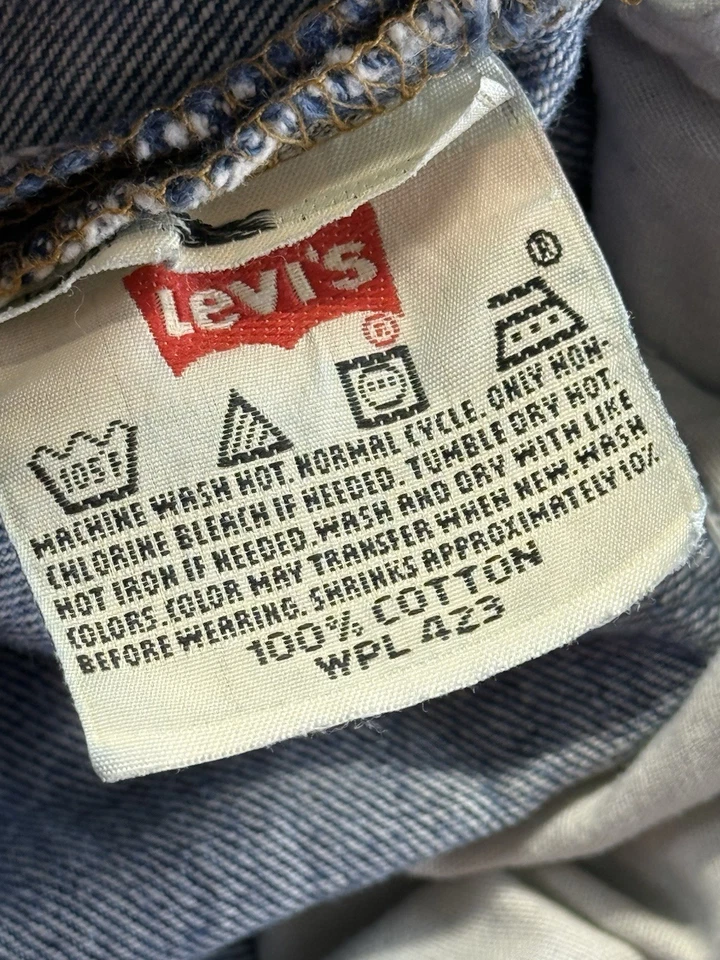 Levi's
®
®
105F
MACHINE WASH HOT. NORMAL CYCLE. ONLY NON-
CHLORINE BLEACH IF NEEDED. TUMBLE DRY HOT.
HOT IRON IF NEEDED. WASH AND DRY WITH LIKE
COLORS. COLOR MAY TRANSFER WHEN NEW. WASH
BEFORE WEARING. SHRINKS APPROXIMATELY 10%
100% COTTON
WPL 423